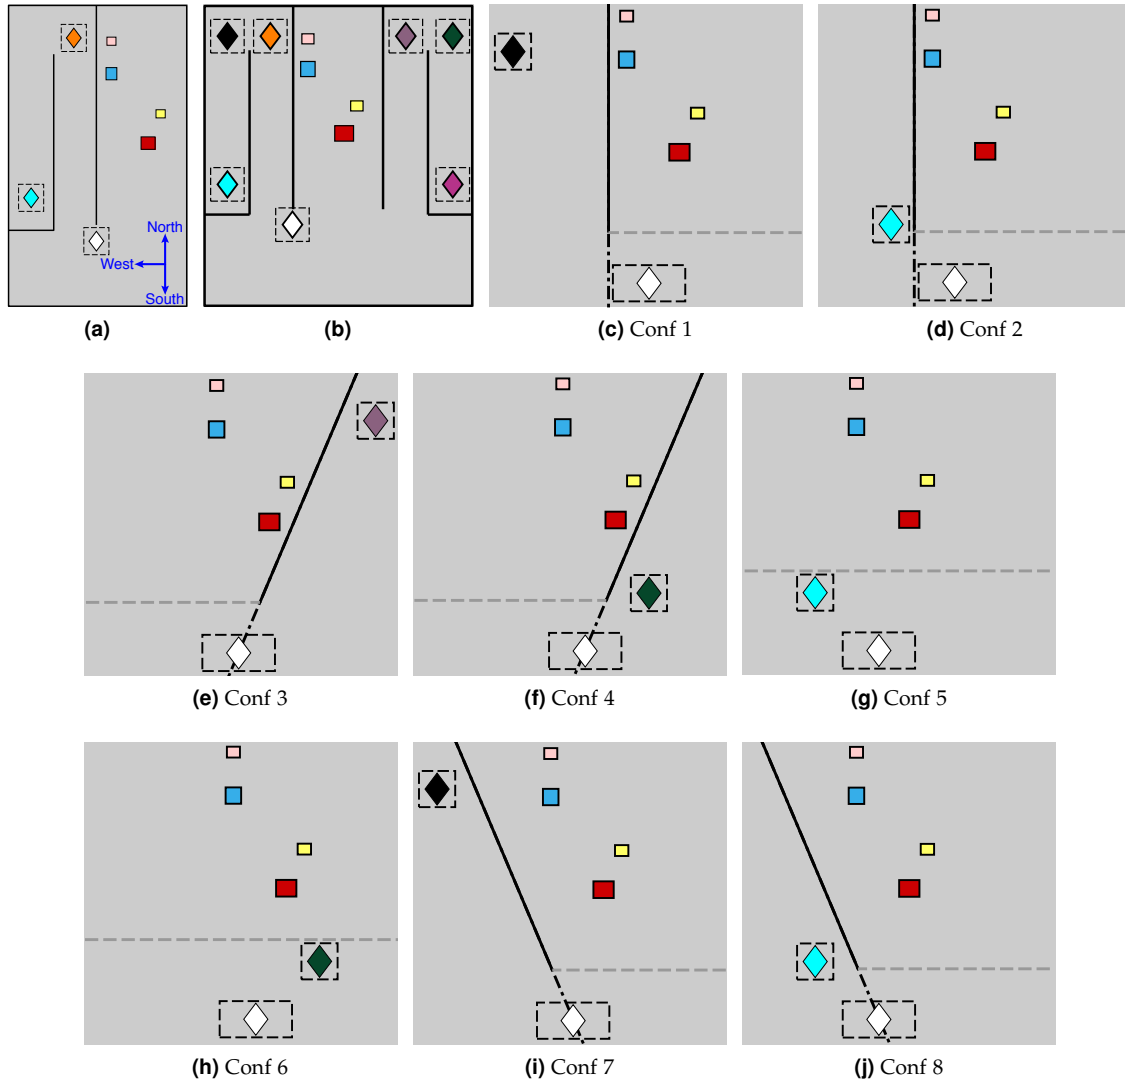 North
West
South
(a)
(b)
(c) Conf 1
(d) Conf 2
(e) Conf 3
(f) Conf 4
(g) Conf 5
(h) Conf 6
(i) Conf 7
(j) Conf 8